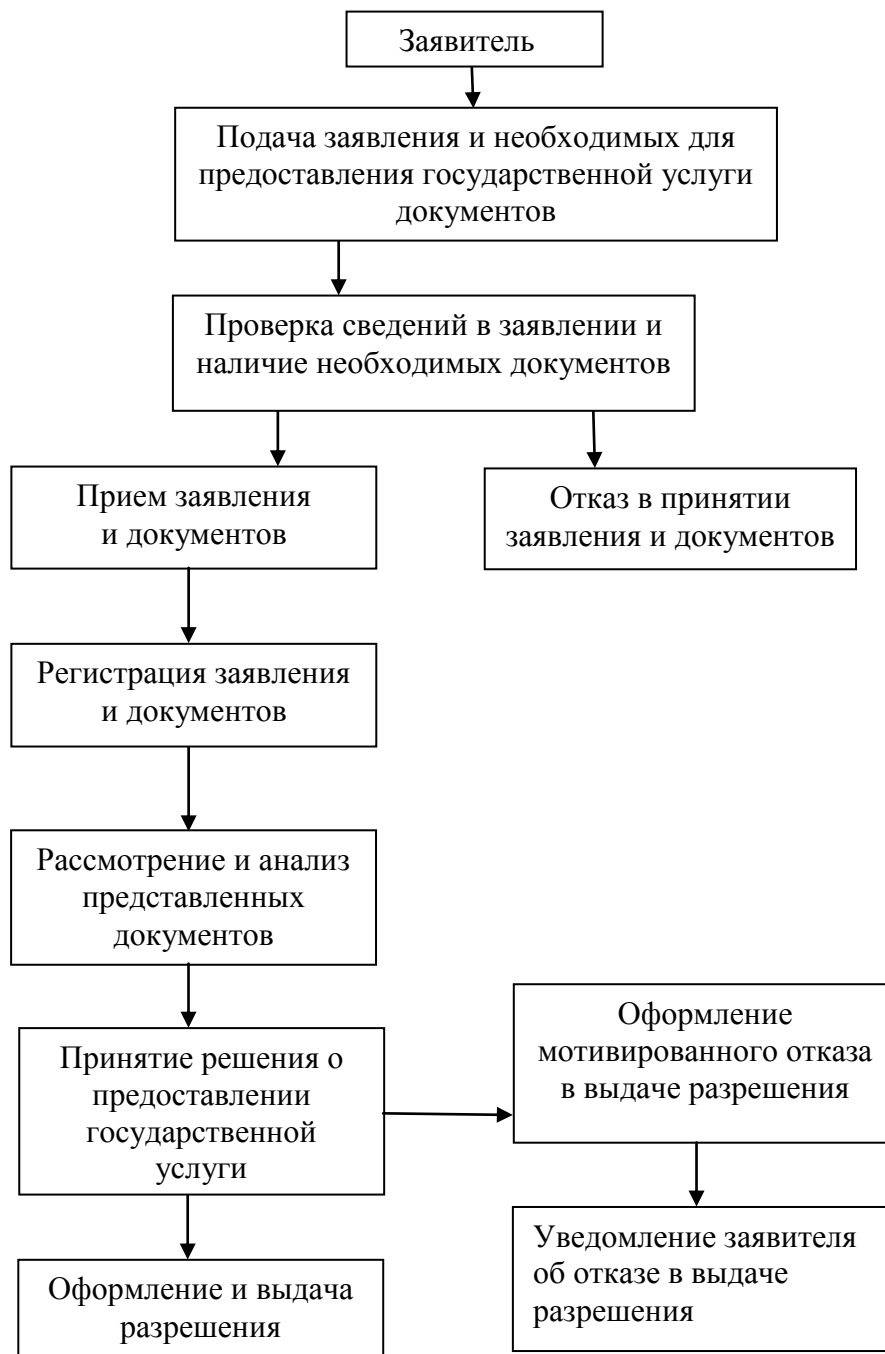 Заявитель
Подача заявления и необходимых для
предоставления государственной услуги
документов
Проверка сведений в заявлении и
наличие необходимых документов
Прием заявления
и документов
Отказ в принятии
заявления и документов
Регистрация заявления
и документов
Рассмотрение и анализ
представленных
документов
Принятие решения о
предоставлении
государственной
услуги
Оформление
мотивированного отказа
в выдаче разрешения
Оформление и выдача
разрешения
Уведомление заявителя
об отказе в выдаче
разрешения